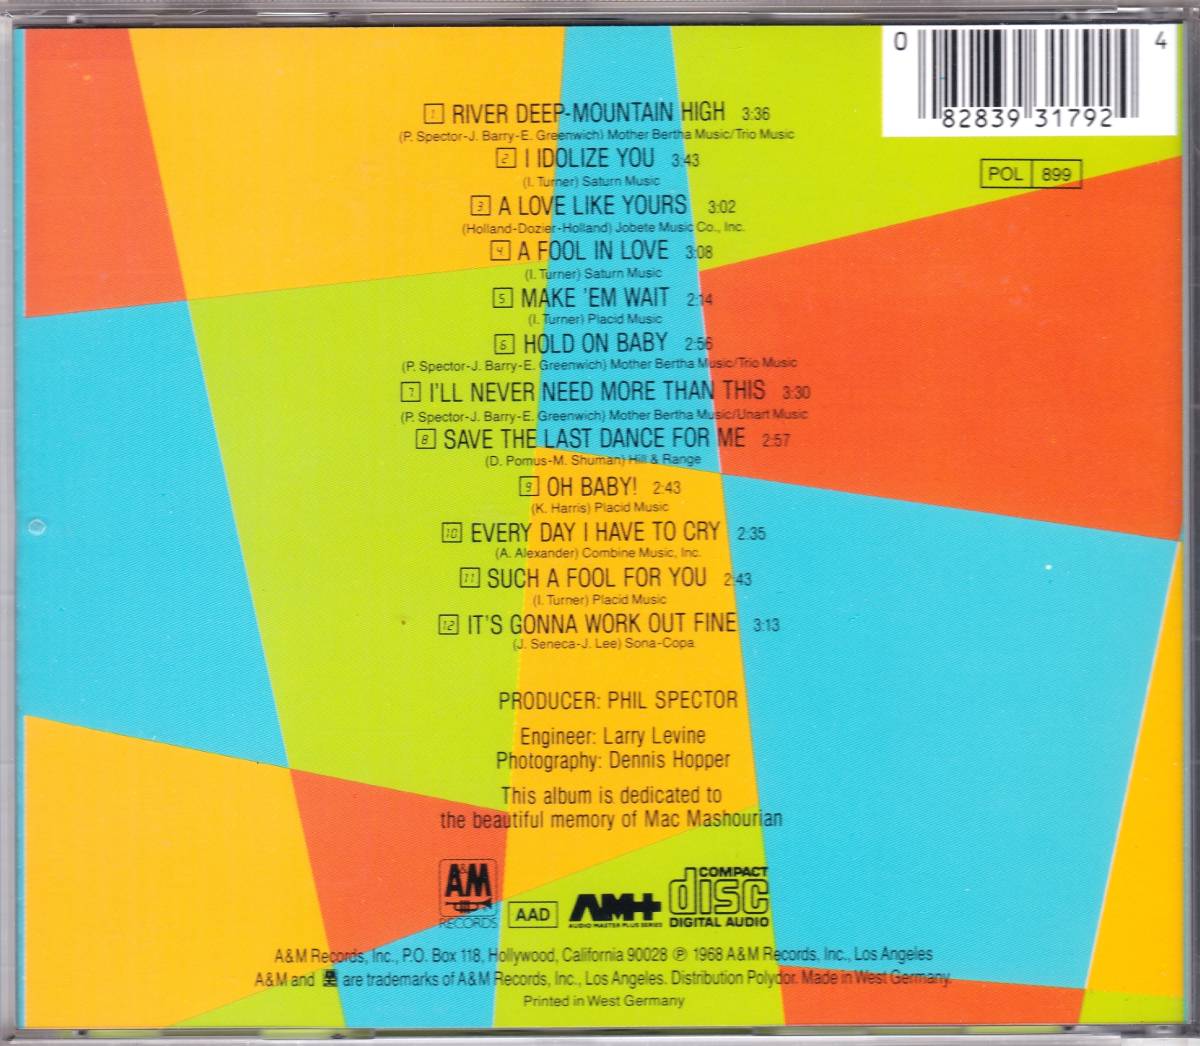 0 82839 31792 4
POL 899
1 RIVER DEEP-MOUNTAIN HIGH 3:36
(P. Spector-J. Barry-E. Greenwich) Mother Bertha Music/Trio Music
2 I IDOLIZE YOU 3:43
(I. Turner) Saturn Music
3 A LOVE LIKE YOURS 3:02
(Holland-Dozier-Holland) Jobete Music Co., Inc.
4 A FOOL IN LOVE 3:08
(I. Turner) Saturn Music
5 MAKE 'EM WAIT 2:14
(I. Turner) Placid Music
6 HOLD ON BABY 2:56
(P. Spector-J. Barry-E. Greenwich) Mother Bertha Music/Trio Music
7 I'LL NEVER NEED MORE THAN THIS 3:30
(P. Spector-J. Barry-E. Greenwich) Mother Bertha Music/Unart Music
8 SAVE THE LAST DANCE FOR ME 2:57
(D. Pomus-M. Shuman) Hill & Range
9 OH BABY! 2:43
(K. Harris) Placid Music
10 EVERY DAY I HAVE TO CRY 2:35
(A. Alexander) Combine Music, Inc.
11 SUCH A FOOL FOR YOU 2:43
(I. Turner) Placid Music
12 IT'S GONNA WORK OUT FINE 3:13
(J. Seneca-J. Lee) Sona-Copa
PRODUCER: PHIL SPECTOR
Engineer: Larry Levine
Photography: Dennis Hopper
This album is dedicated to
the beautiful memory of Mac Mashourian
A&M RECORDS
AAD
AM+ AUDIO MASTER PLUS SERIES
COMPACT disc DIGITAL AUDIO
A&M Records, Inc., P.O. Box 118, Hollywood, California 90028 ℗ 1968 A&M Records. Inc., Los Angeles
A&M and are trademarks of A&M Records, Inc., Los Angeles. Distribution Polydor. Made in West Germany.
Printed in West Germany